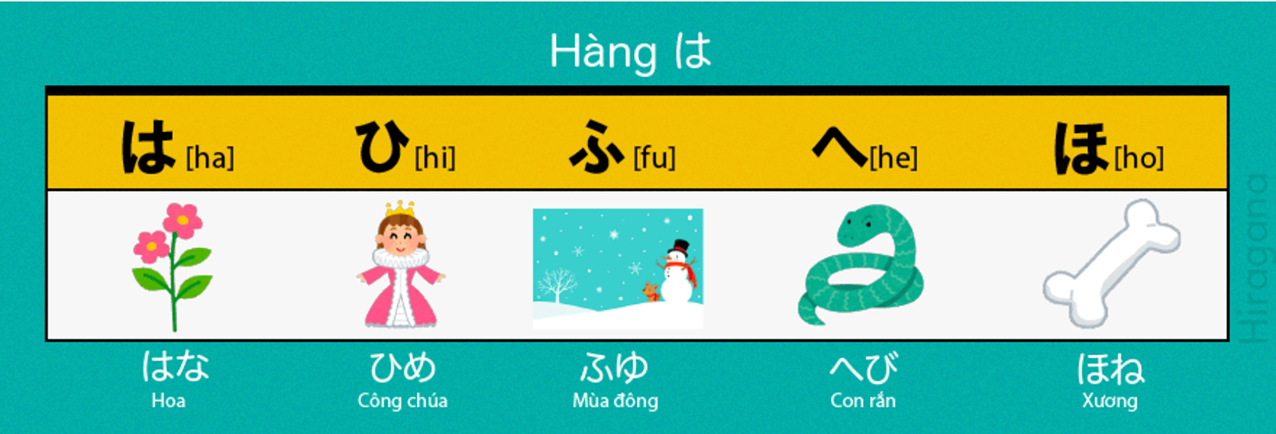 Hàng は
は [ha] ひ [hi] ふ [fu] へ [he] ほ [ho]
はな ひめ ふゆ へび ほね
Hoa Công chúa Mùa đông Con rắn Xương
Hiragana